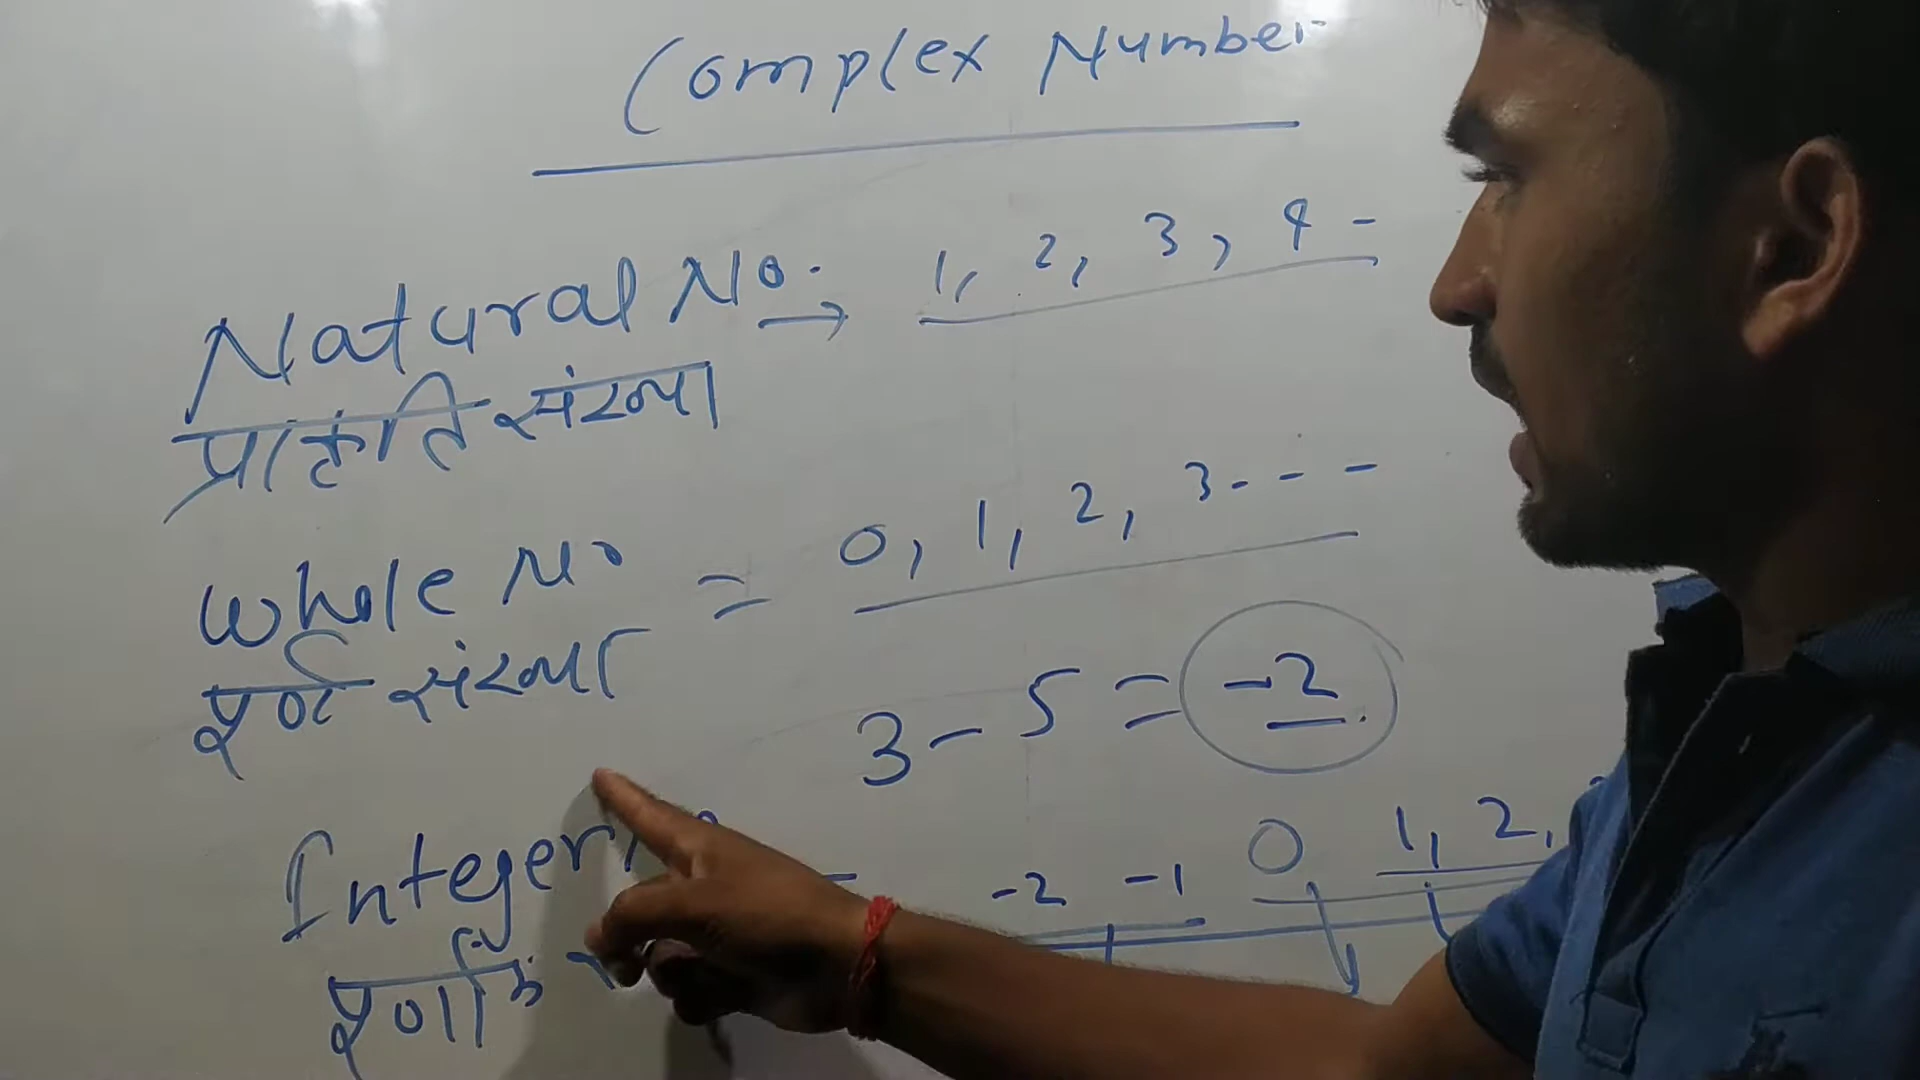 Complex Number
Natural No. → 1, 2, 3, 4 -
प्राकृति संख्या
Whole No = 0, 1, 2, 3 - - -
पूर्ण संख्या
3 - 5 = -2
Integer -2 -1 0 1, 2,
पूर्णांक